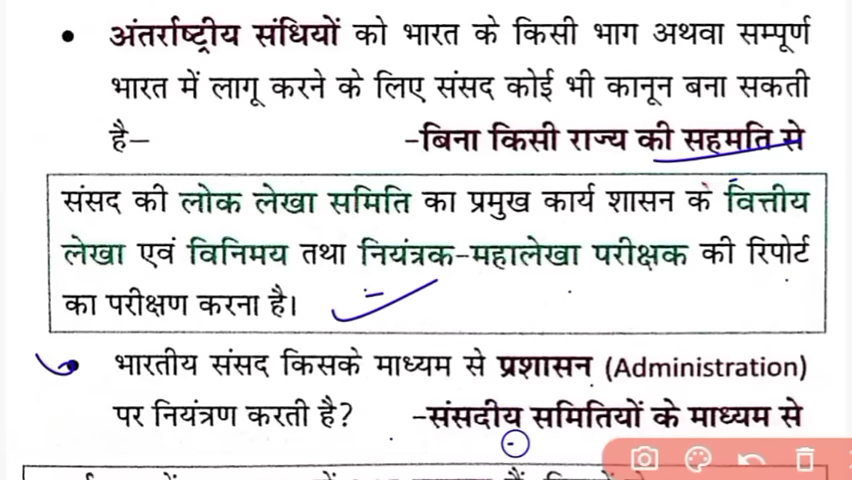 • अंतर्राष्ट्रीय संधियों को भारत के किसी भाग अथवा सम्पूर्ण
भारत में लागू करने के लिए संसद कोई भी कानून बना सकती
है– -बिना किसी राज्य की सहमति से
संसद की लोक लेखा समिति का प्रमुख कार्य शासन के वित्तीय
लेखा एवं विनिमय तथा नियंत्रक-महालेखा परीक्षक की रिपोर्ट
का परीक्षण करना है।
• भारतीय संसद किसके माध्यम से प्रशासन (Administration)
पर नियंत्रण करती है? -संसदीय समितियों के माध्यम से